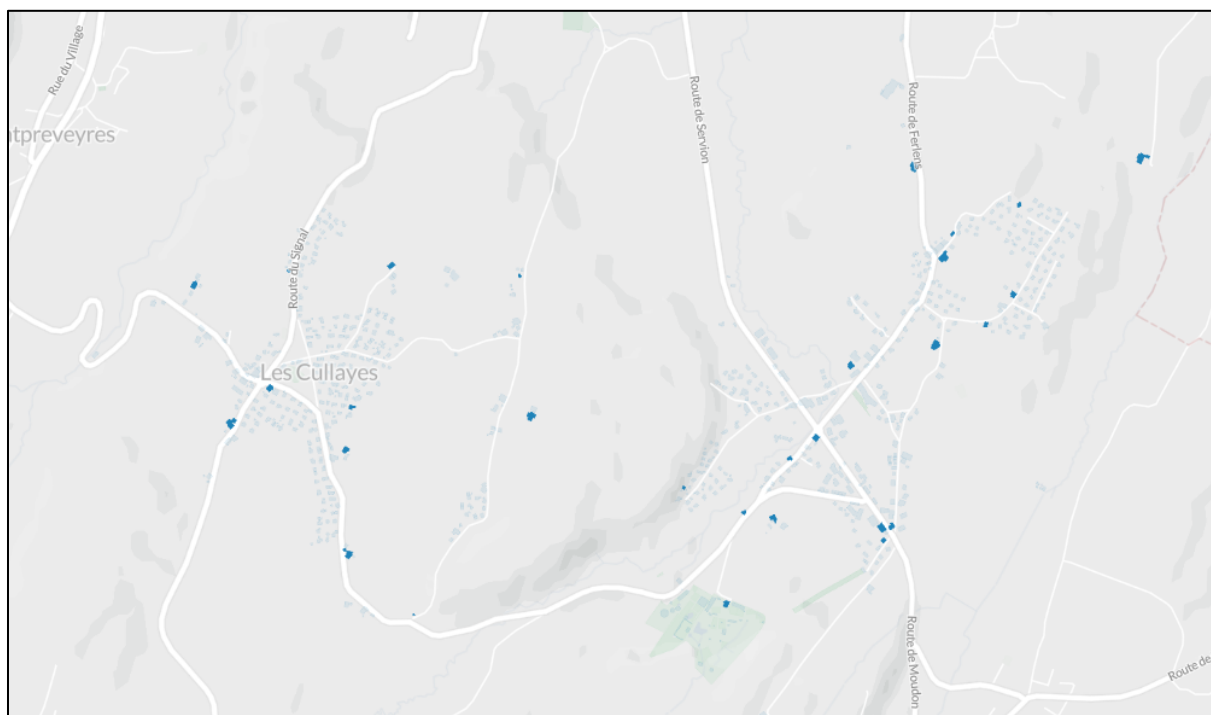 Rue du Village
ntpreveyres
Route du Signal
Les Cullayes
Route de Servion
Route de Ferlens
Route de Moudon
Route de